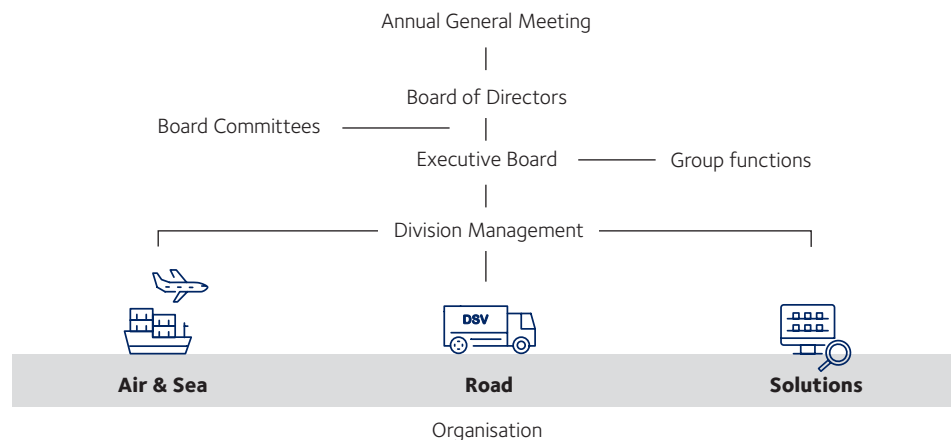 Annual General Meeting
Board of Directors
Board Committees
Executive Board
Group functions
Division Management
DSV
Air & Sea
Road
Solutions
Organisation